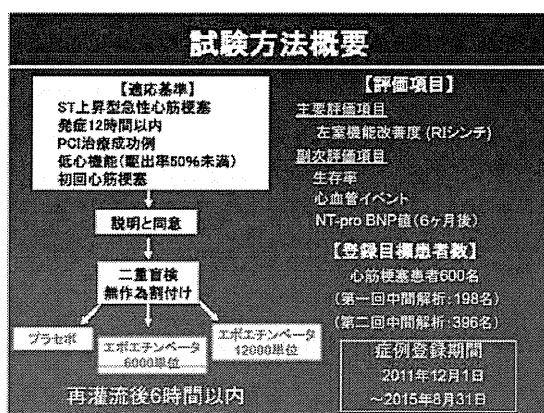 試験方法概要
【適応基準】
ST上昇型急性心筋梗塞
発症12時間以内
PCI治療成功例
低心機能(駆出率50%未満)
初回心筋梗塞
説明と同意
二重盲検
無作為割付け
プラセボ
エポエチンベータ
6000単位
エポエチンベータ
12000単位
再灌流後6時間以内
【評価項目】
主要評価項目
左室機能改善度 (RIシンチ)
副次評価項目
生存率
心血管イベント
NT-pro BNP値(6ヶ月後)
【登録目標患者数】
心筋梗塞患者600名
(第一回中間解析:198名)
(第二回中間解析:396名)
症例登録期間
2011年12月1日
～2015年8月31日